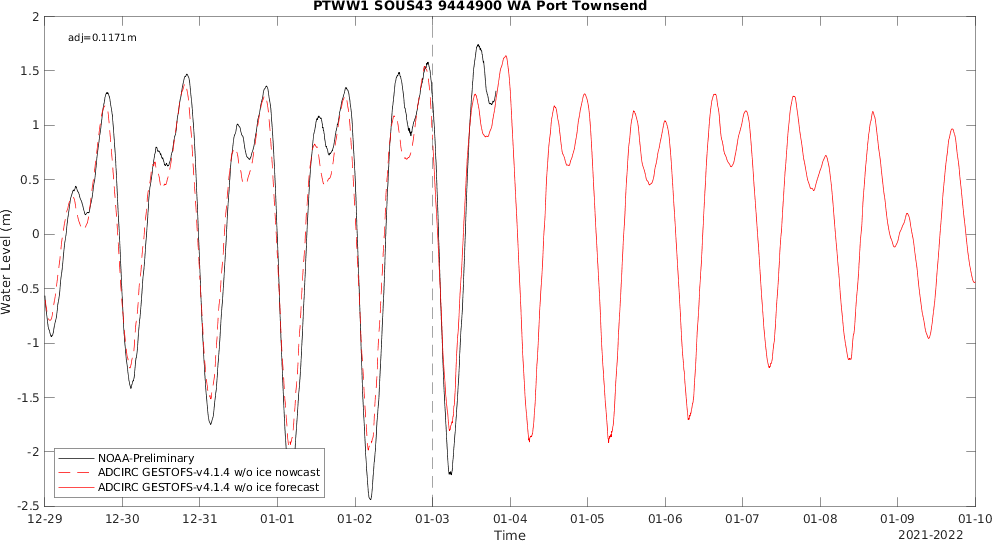 PTWW1 SOUS43 9444900 WA Port Townsend
adj=0.1171m
2
1.5
1
0.5
0
-0.5
-1
-1.5
-2
-2.5
Water Level (m)
NOAA-Preliminary
ADCIRC GESTOFS-v4.1.4 w/o ice nowcast
ADCIRC GESTOFS-v4.1.4 w/o ice forecast
12-29 12-30 12-31 01-01 01-02 01-03 01-04 01-05 01-06 01-07 01-08 01-09 01-10
Time
2021-2022